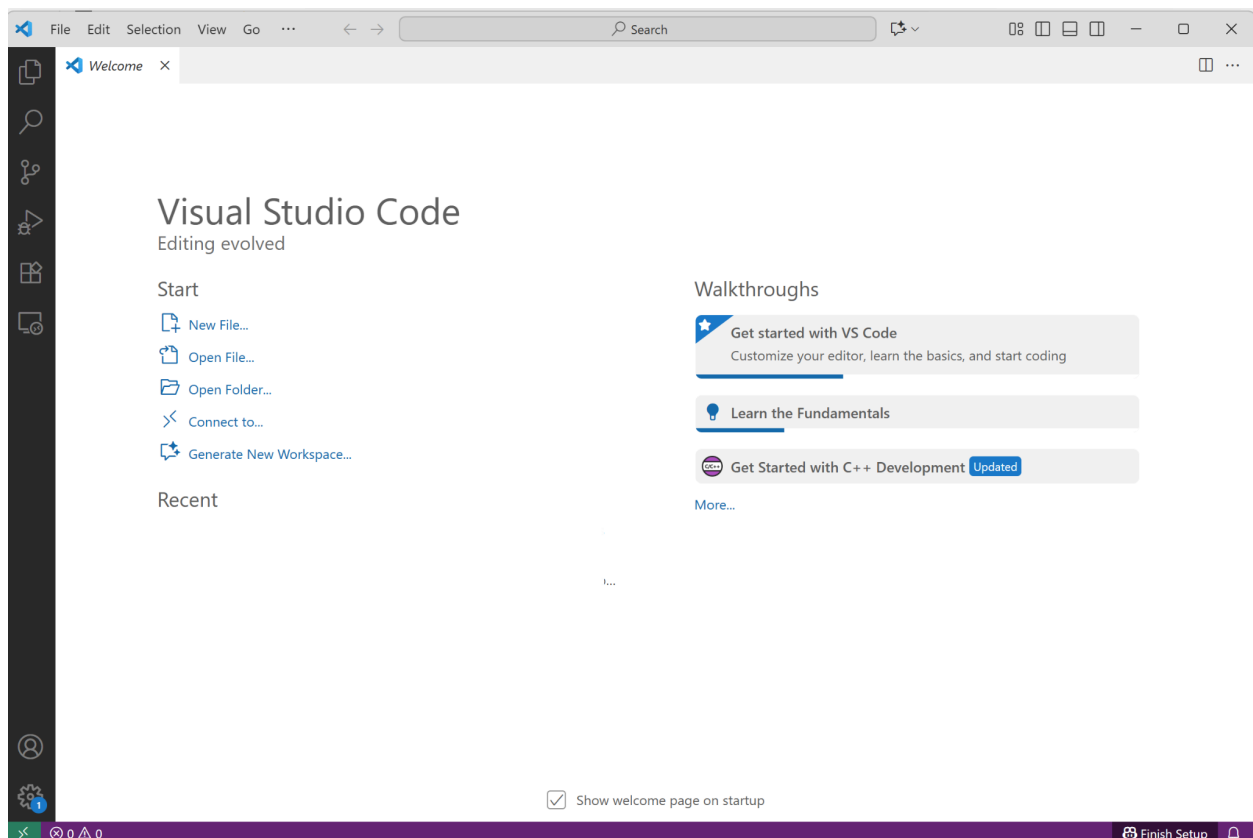 File Edit Selection View Go ··· Search
Welcome
Visual Studio Code
Editing evolved
Start
New File...
Open File...
Open Folder...
Connect to...
Generate New Workspace...
Recent
Walkthroughs
Get started with VS Code
Customize your editor, learn the basics, and start coding
Learn the Fundamentals
C/C++ Get Started with C++ Development Updated
More...
Show welcome page on startup
1
0 0 Finish Setup